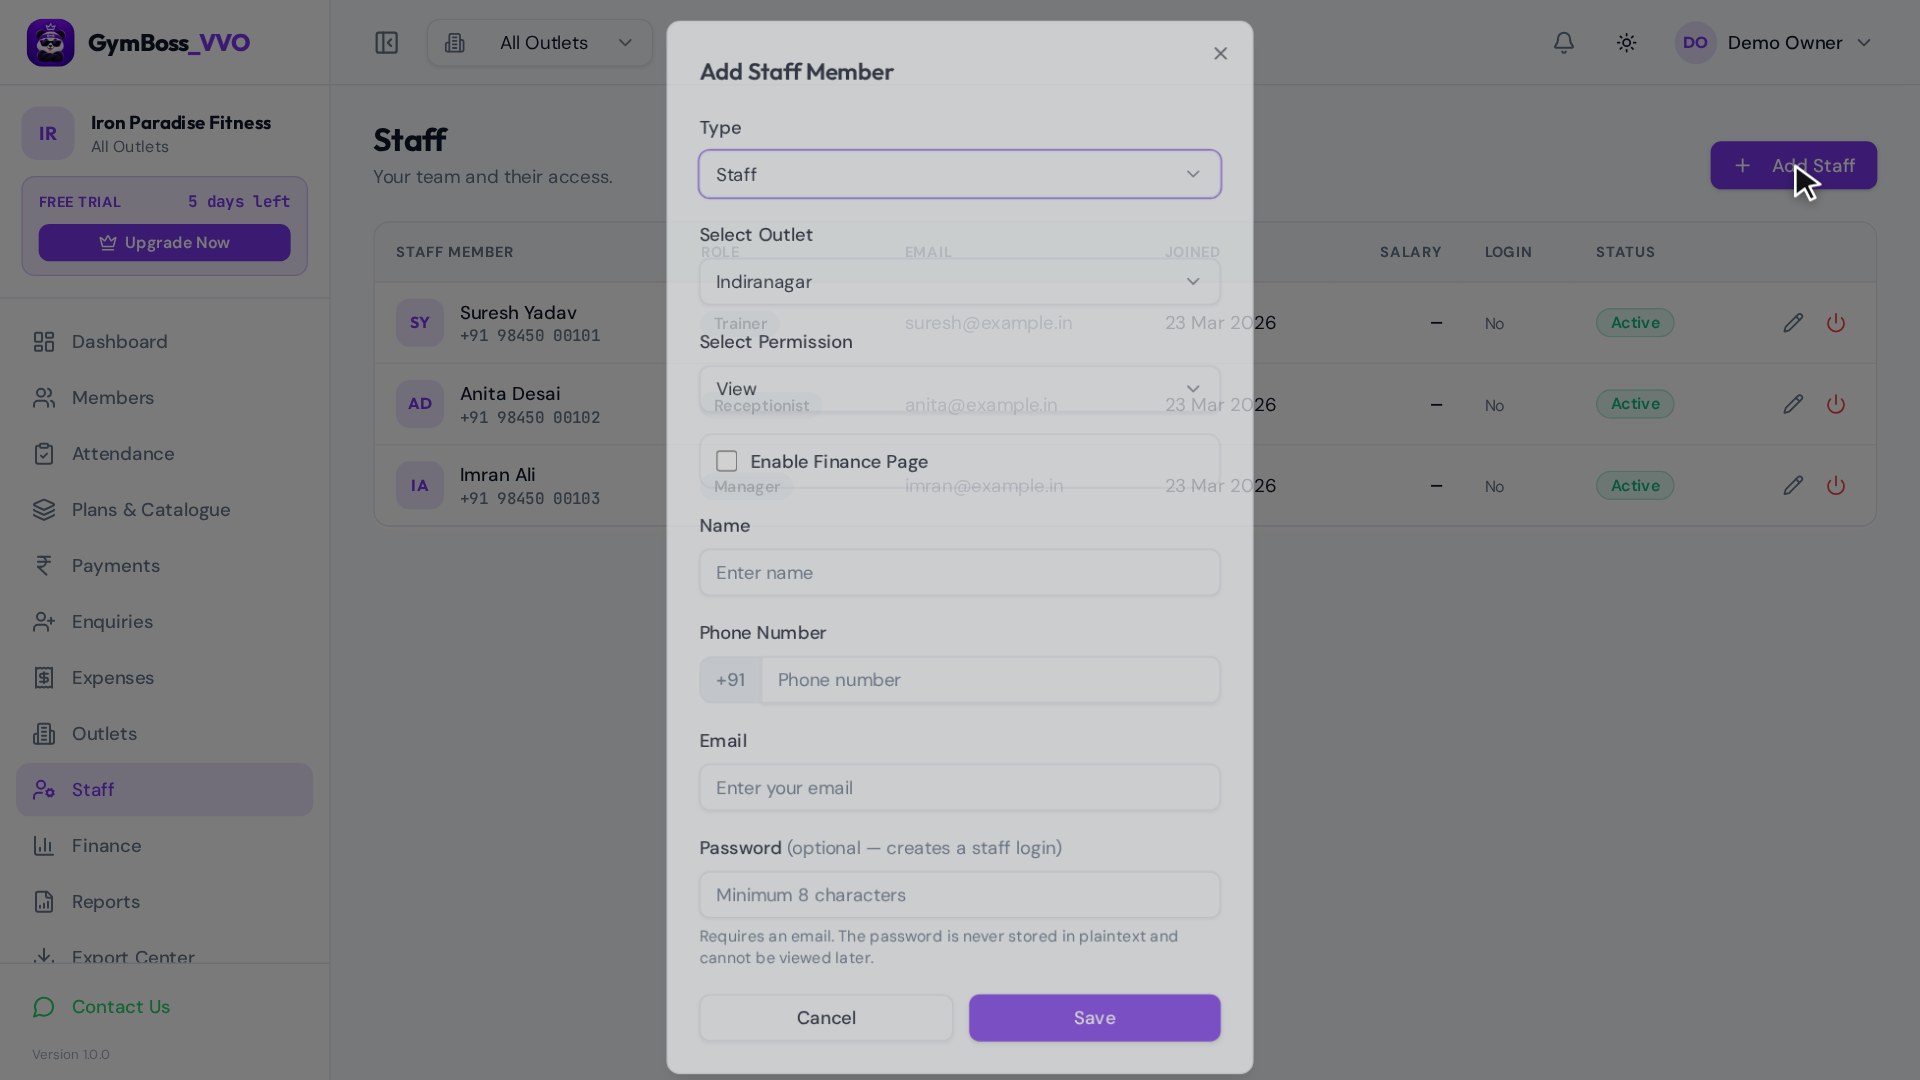 GymBoss_VVO
All Outlets
DO
Demo Owner
IR
Iron Paradise Fitness
All Outlets
FREE TRIAL
5 days left
Upgrade Now
Dashboard
Members
Attendance
Plans & Catalogue
Payments
Enquiries
Expenses
Outlets
Staff
Finance
Reports
Export Center
Contact Us
Version 1.0.0
Staff
Your team and their access.
Add Staff
STAFF MEMBER ROLE EMAIL JOINED SALARY LOGIN STATUS
SY Suresh Yadav Trainer suresh@example.in 23 Mar 2026 – No Active
+91 98450 00101
AD Anita Desai Receptionist anita@example.in 23 Mar 2026 – No Active
+91 98450 00102
IA Imran Ali Manager imran@example.in 23 Mar 2026 – No Active
+91 98450 00103
Add Staff Member
Type
Staff
Select Outlet
Indiranagar
Select Permission
View
Enable Finance Page
Name
Enter name
Phone Number
+91 Phone number
Email
Enter your email
Password (optional — creates a staff login)
Minimum 8 characters
Requires an email. The password is never stored in plaintext and
cannot be viewed later.
Cancel
Save